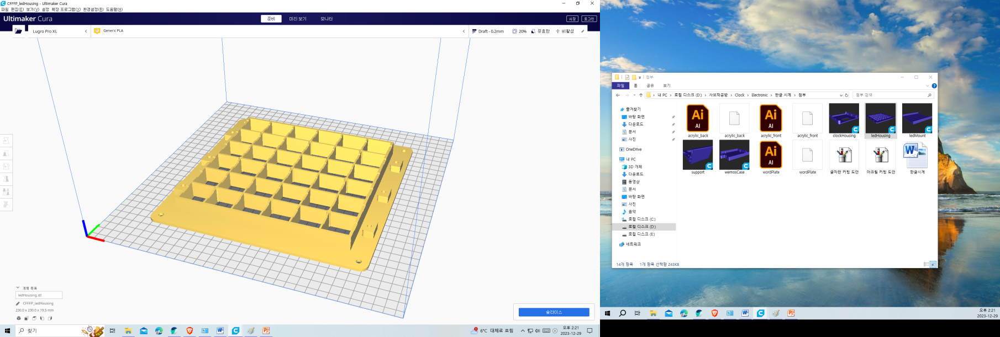 CFFFP_ledHousing - Ultimaker Cura
파일 편집(E) 보기(V) 설정 확장 프로그램(X) 환경설정(R) 도움말(H)
Ultimaker Cura
준비 미리 보기 모니터
시장 로그인
Lugro Pro XL
Generic PLA
Draft - 0.2mm 20% 유효한 비활성
개체 목록
ledHousing.stl
CFFFP_ledHousing
230.0 x 230.0 x 19.5 mm
슬라이스
찾기
6°C 대체로 흐림
오후 2:21
2023-12-29
첨부
파일 홈 공유 보기
내 PC 로컬 디스크 (D:) 사보작공방 Clock Electronic 한글 시계 첨부
첨부 검색
즐겨찾기
바탕 화면
다운로드
문서
사진
OneDrive
내 PC
3D 개체
다운로드
동영상
문서
바탕 화면
사진
음악
로컬 디스크 (C:)
로컬 디스크 (D:)
로컬 디스크 (E:)
네트워크
Ai Ai
AI AI
acrylic_back acrylic_back acrylic_front acrylic_front clockHousing ledHousing ledMount
Ai
AI
support wemosCase wordPlate wordPlate 글자판 커팅 도안 아크릴 커팅 도안 한글시계
14개 항목 1개 항목 선택함 243KB
오후 2:21
2023-12-29